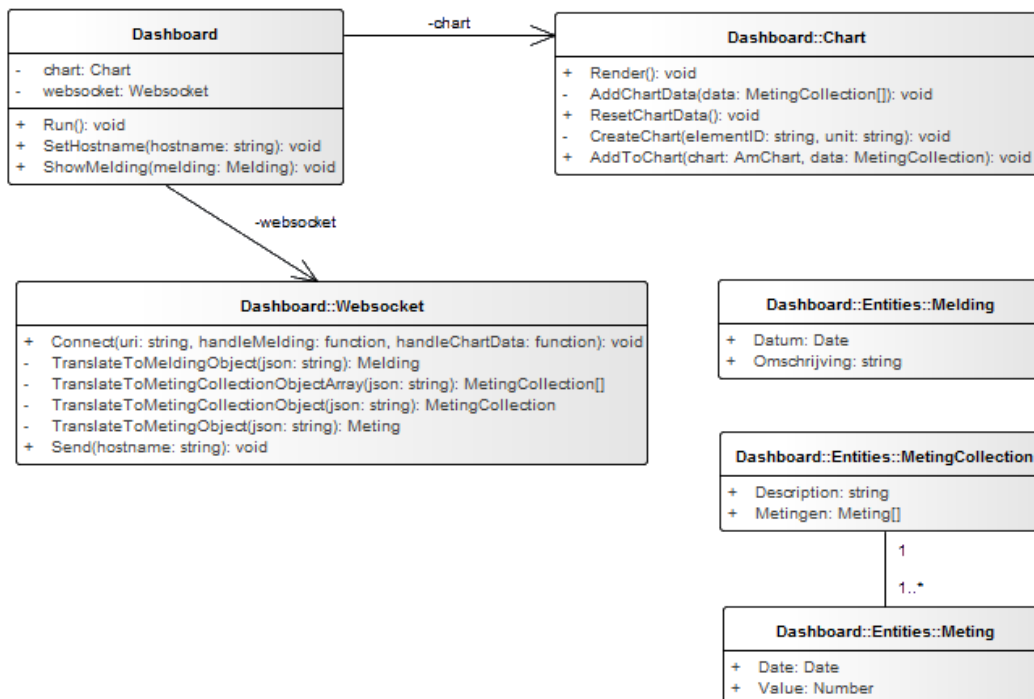 Dashboard
- chart: Chart
- websocket: Websocket
+ Run(): void
+ SetHostname(hostname: string): void
+ ShowMelding(melding: Melding): void
-chart
Dashboard::Chart
+ Render(): void
- AddChartData(data: MetingCollection[]): void
+ ResetChartData(): void
- CreateChart(elementID: string, unit: string): void
+ AddToChart(chart: AmChart, data: MetingCollection): void
-websocket
Dashboard::Websocket
+ Connect(uri: string, handleMelding: function, handleChartData: function): void
- TranslateToMeldingObject(json: string): Melding
- TranslateToMetingCollectionObjectArray(json: string): MetingCollection[]
- TranslateToMetingCollectionObject(json: string): MetingCollection
- TranslateToMetingObject(json: string): Meting
+ Send(hostname: string): void
Dashboard::Entities::Melding
+ Datum: Date
+ Omschrijving: string
Dashboard::Entities::MetingCollection
+ Description: string
+ Metingen: Meting[]
1
1..*
Dashboard::Entities::Meting
+ Date: Date
+ Value: Number